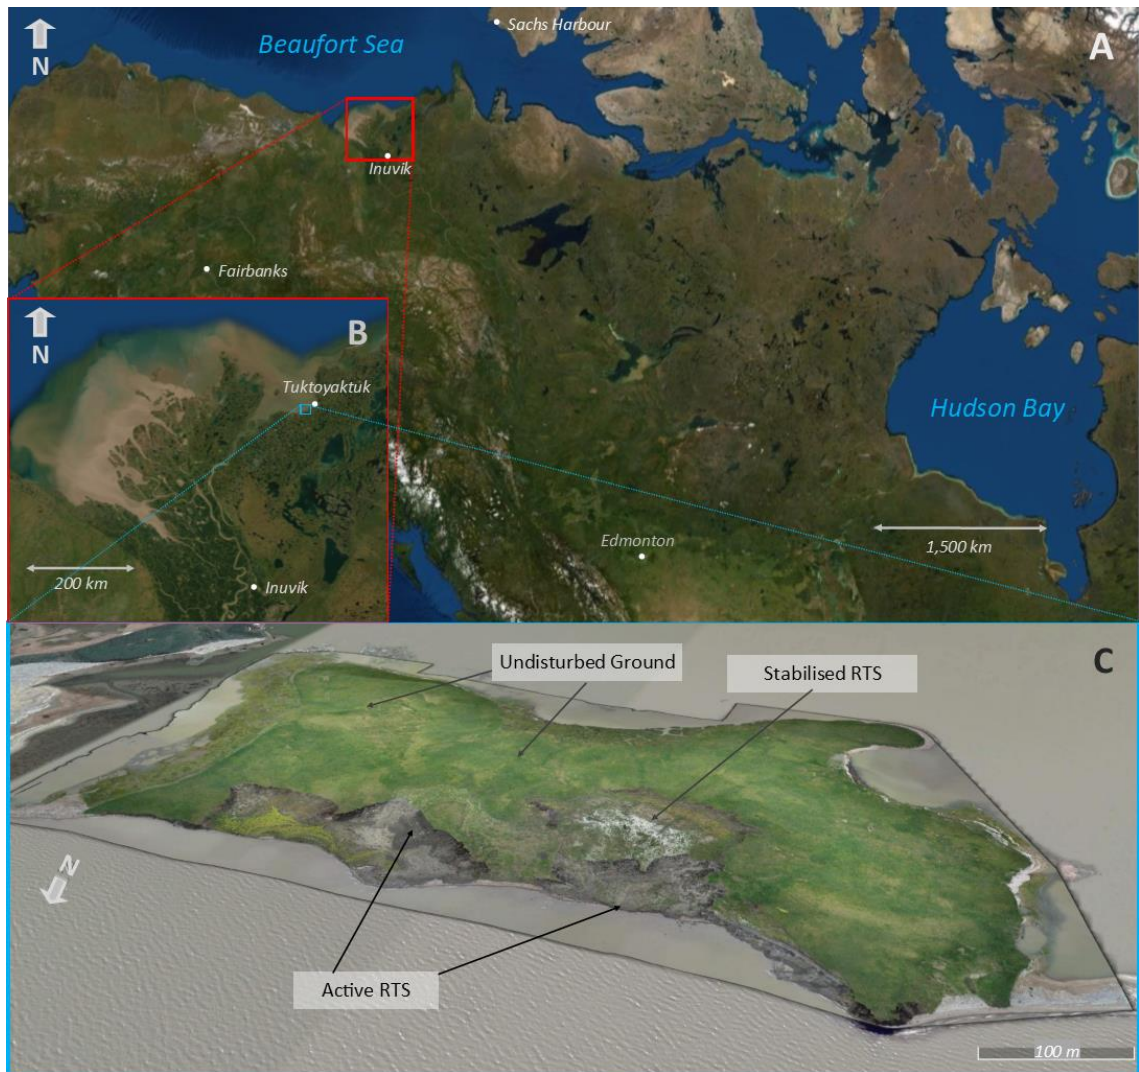 Sachs Harbour
Beaufort Sea
A
N
Inuvik
Fairbanks
B
N
Tuktoyaktuk
Hudson Bay
Edmonton
1,500 km
200 km
Inuvik
Undisturbed Ground
Stabilised RTS
C
N
Active RTS
100 m